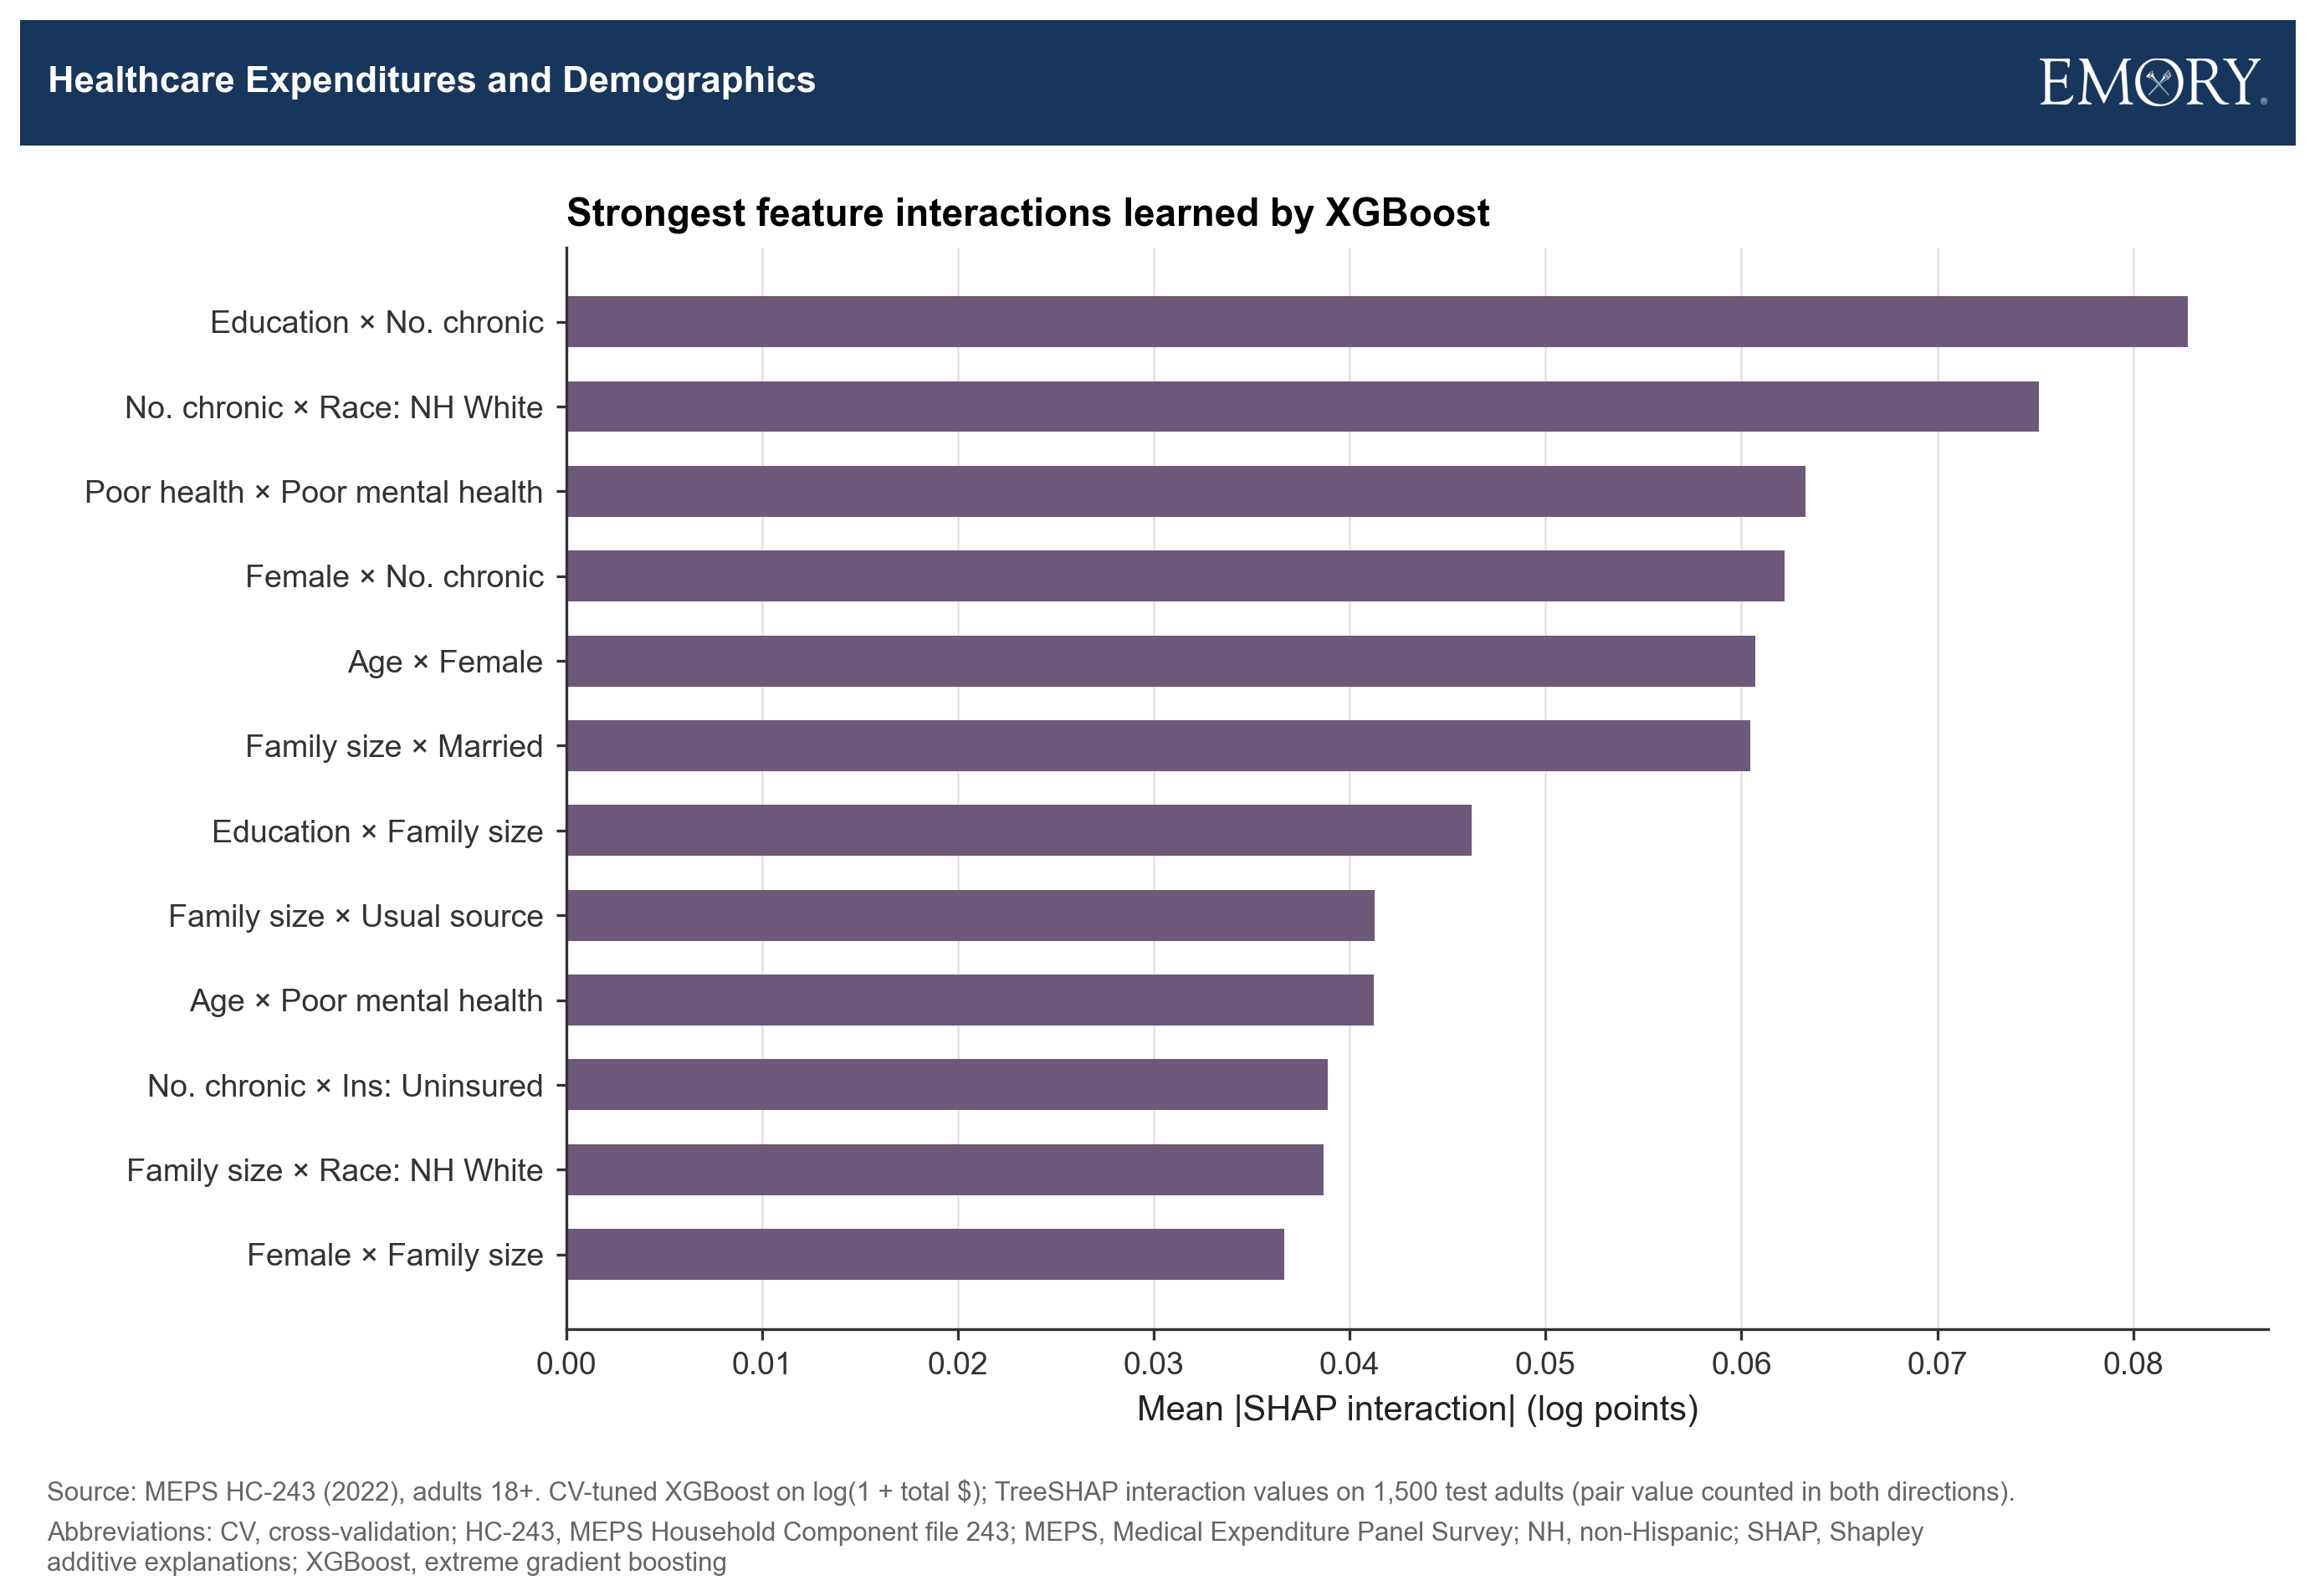 Healthcare Expenditures and Demographics
EMORY®
Strongest feature interactions learned by XGBoost
Education × No. chronic
No. chronic × Race: NH White
Poor health × Poor mental health
Female × No. chronic
Age × Female
Family size × Married
Education × Family size
Family size × Usual source
Age × Poor mental health
No. chronic × Ins: Uninsured
Family size × Race: NH White
Female × Family size
0.00 0.01 0.02 0.03 0.04 0.05 0.06 0.07 0.08
Mean |SHAP interaction| (log points)
Source: MEPS HC-243 (2022), adults 18+. CV-tuned XGBoost on log(1 + total $); TreeSHAP interaction values on 1,500 test adults (pair value counted in both directions).
Abbreviations: CV, cross-validation; HC-243, MEPS Household Component file 243; MEPS, Medical Expenditure Panel Survey; NH, non-Hispanic; SHAP, Shapley
additive explanations; XGBoost, extreme gradient boosting